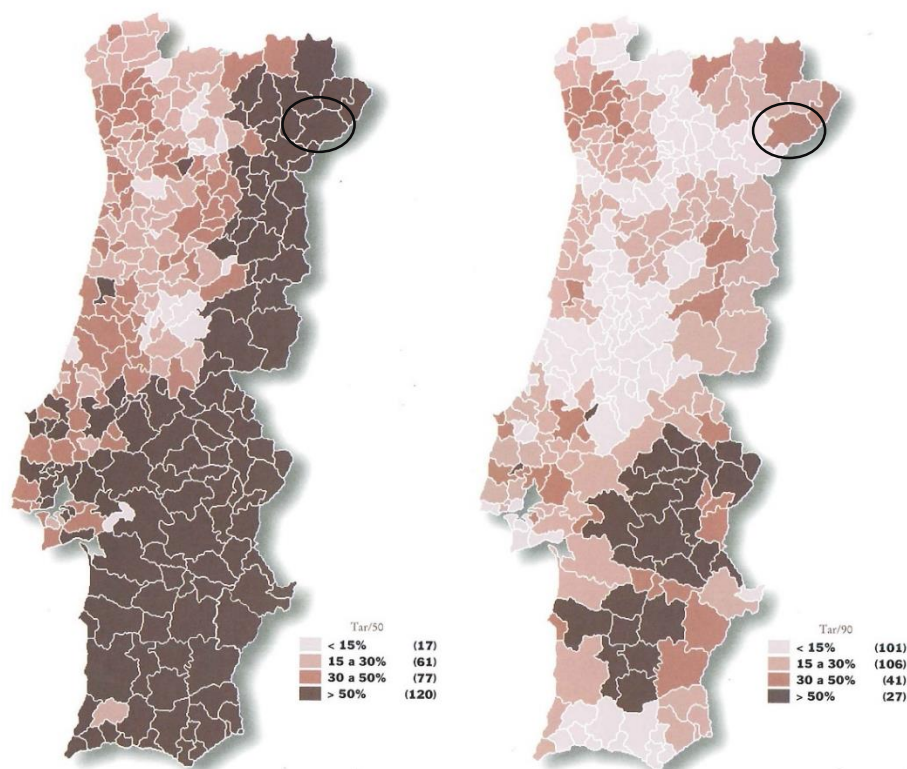 Tar/50
< 15% (17)
15 a 30% (61)
30 a 50% (77)
> 50% (120)
Tar/90
< 15% (101)
15 a 30% (106)
30 a 50% (41)
> 50% (27)